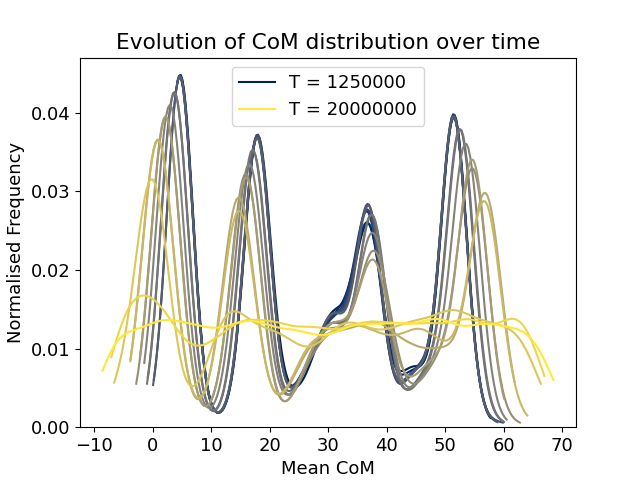 Evolution of CoM distribution over time
T = 1250000
T = 20000000
Normalised Frequency
0.04
0.03
0.02
0.01
0.00
−10 0 10 20 30 40 50 60 70
Mean CoM